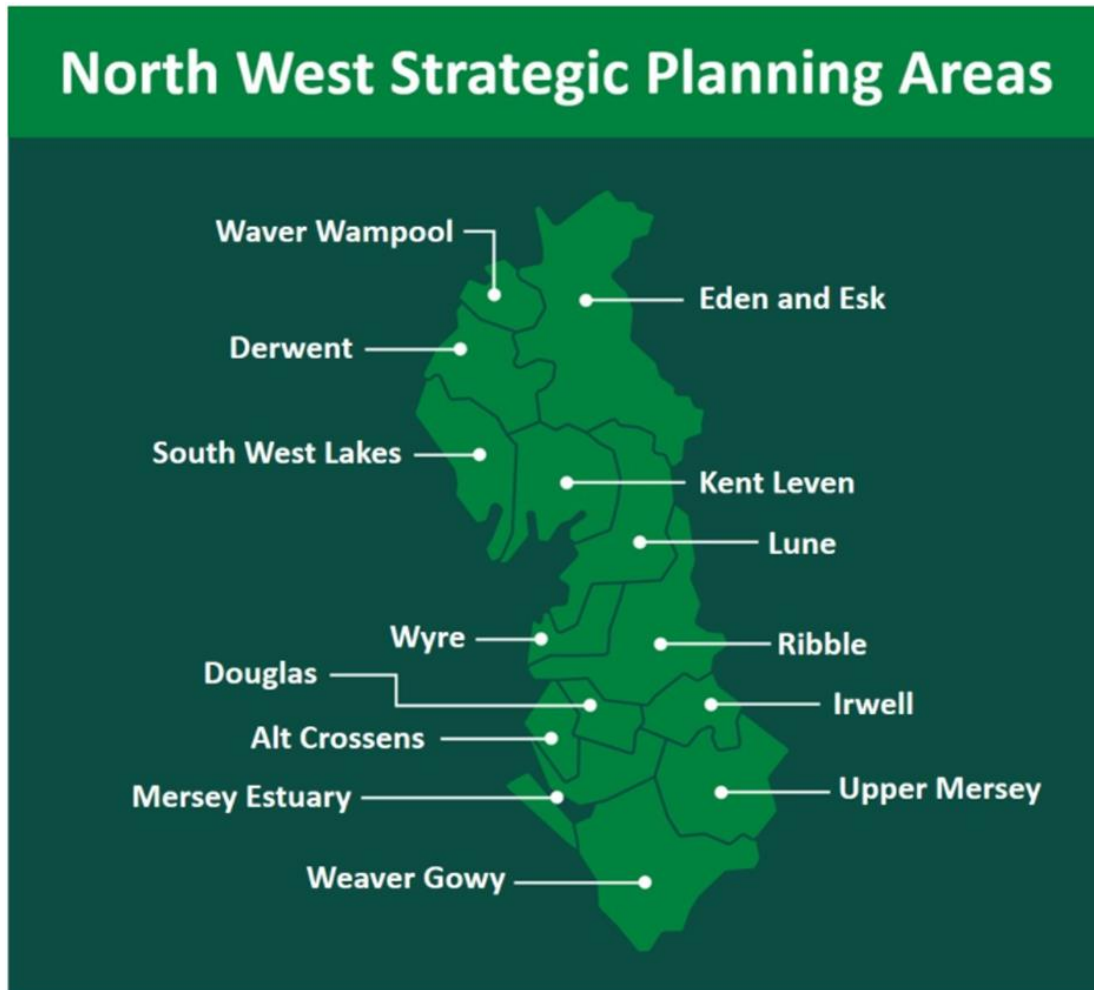 North West Strategic Planning Areas
Waver Wampool
Eden and Esk
Derwent
South West Lakes
Kent Leven
Lune
Wyre
Ribble
Douglas
Irwell
Alt Crossens
Mersey Estuary
Upper Mersey
Weaver Gowy